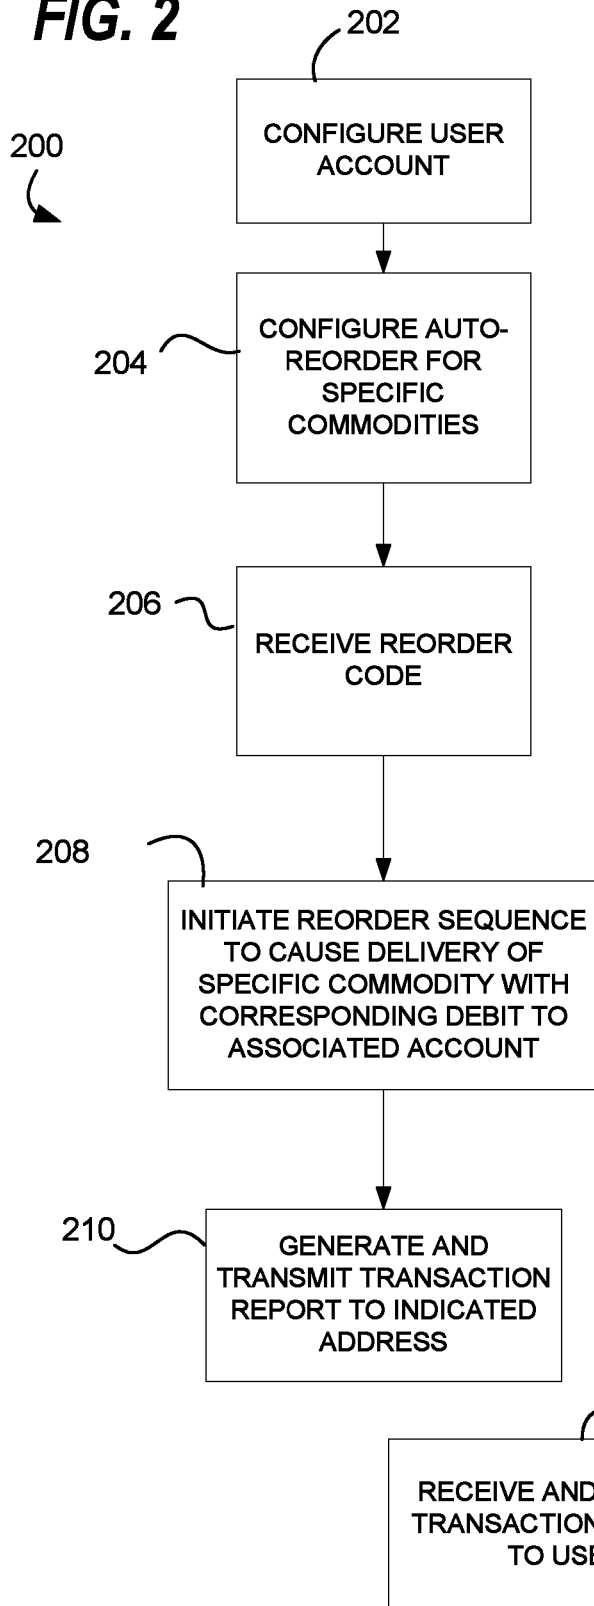 FIG. 2
202
200
CONFIGURE USER
ACCOUNT
204
CONFIGURE AUTO-
REORDER FOR
SPECIFIC
COMMODITIES
206
RECEIVE REORDER
CODE
208
INITIATE REORDER SEQUENCE
TO CAUSE DELIVERY OF
SPECIFIC COMMODITY WITH
CORRESPONDING DEBIT TO
ASSOCIATED ACCOUNT
210
GENERATE AND
TRANSMIT TRANSACTION
REPORT TO INDICATED
ADDRESS
RECEIVE AND
TRANSACTION
TO